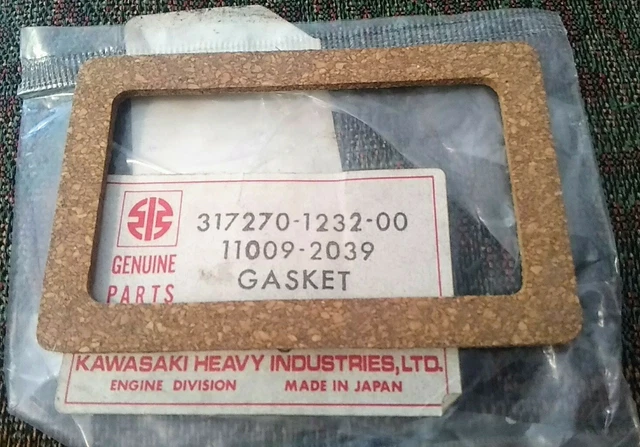 317270-1232-00
11009-2039
GENUINE
GASKET
PARTS
KAWASAKI HEAVY INDUSTRIES,LTD.
ENGINE DIVISION MADE IN JAPAN